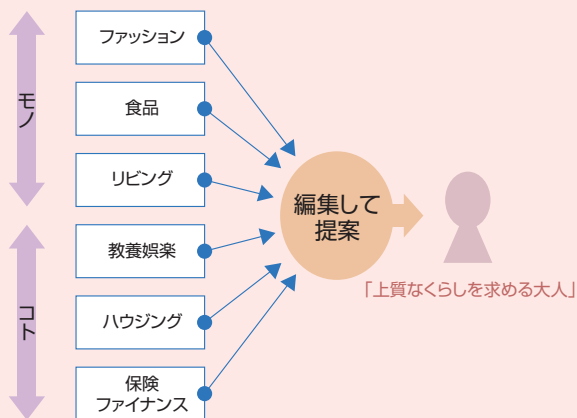 モノ
ファッション
食品
リビング
コト
教養娯楽
ハウジング
保険
ファイナンス
編集して
提案
「上質なくらしを求める大人」